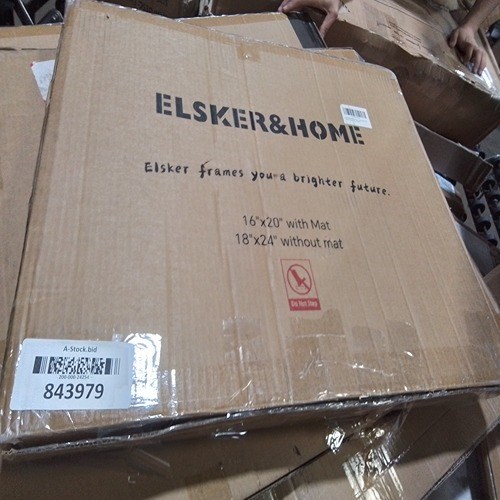 ELSKER&HOME
Elsker frames you a brighter future.
16"x20" with Mat
18"x24" without mat
Do Not Step
A-Stock.bid
843979